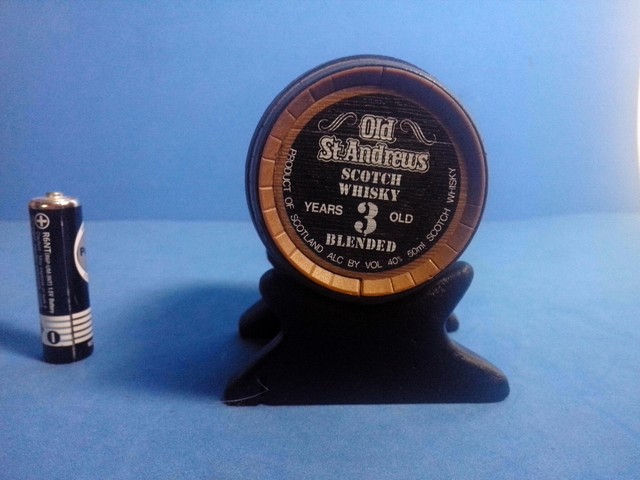 Old
St. Andrews
SCOTCH
WHISKY
YEARS 3 OLD
BLENDED
PRODUCT OF SCOTLAND ALC BY VOL 40% 50ml SCOTCH WHISKY
R6NT